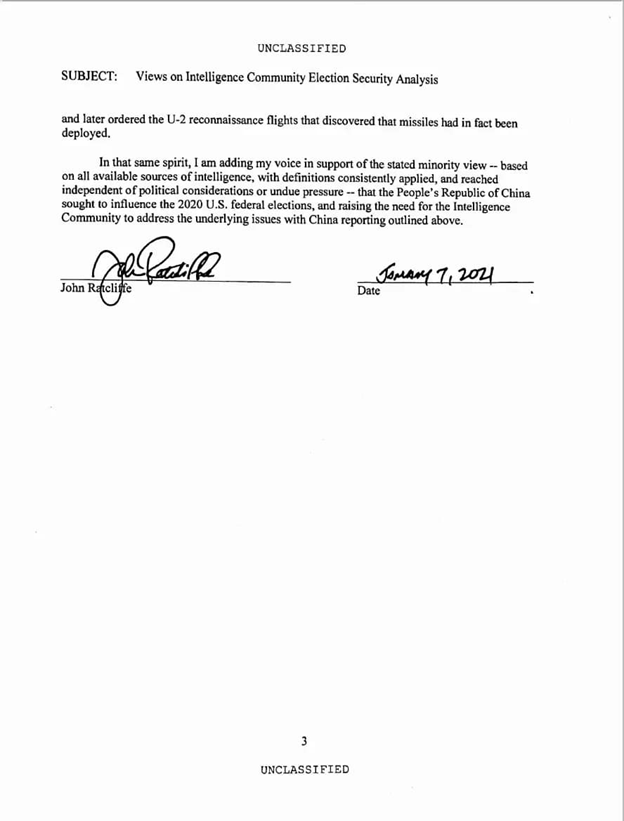 UNCLASSIFIED
SUBJECT: Views on Intelligence Community Election Security Analysis
and later ordered the U-2 reconnaissance flights that discovered that missiles had in fact been
deployed.
In that same spirit, I am adding my voice in support of the stated minority view -- based
on all available sources of intelligence, with definitions consistently applied, and reached
independent of political considerations or undue pressure -- that the People's Republic of China
sought to influence the 2020 U.S. federal elections, and raising the need for the Intelligence
Community to address the underlying issues with China reporting outlined above.
John Ratcliffe
January 7, 2021
John Ratcliffe
Date
3
UNCLASSIFIED